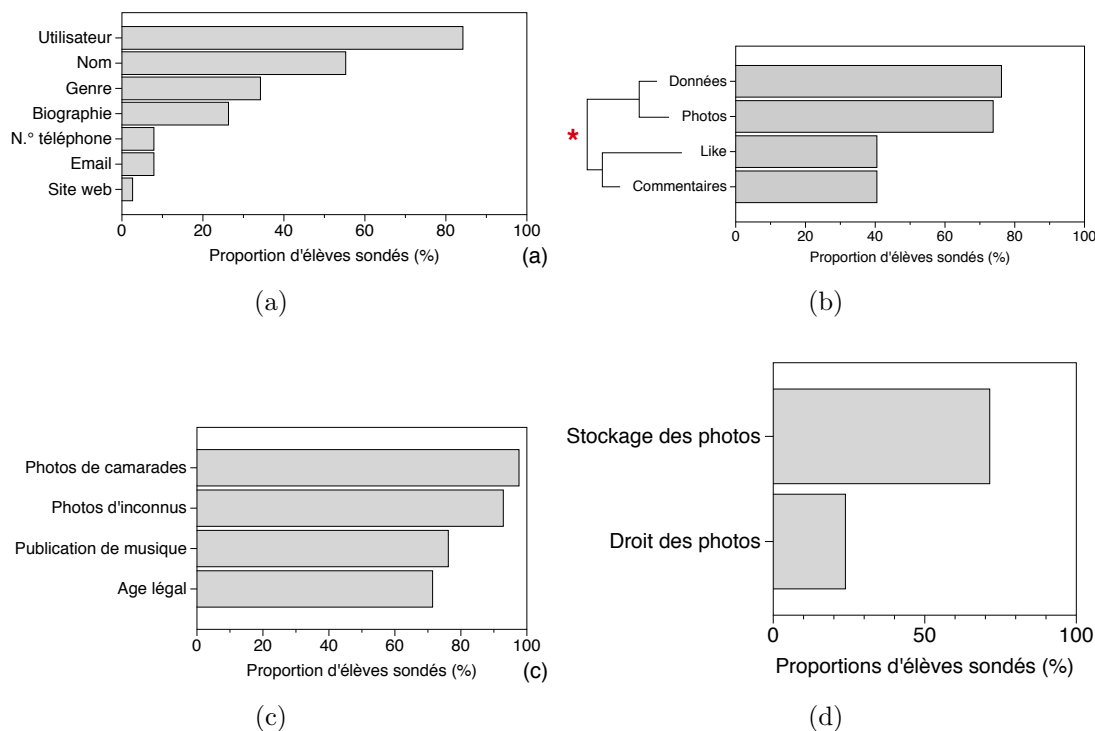 Utilisateur
Nom
Genre
Biographie
N.° téléphone
Email
Site web
0 20 40 60 80 100
Proportion d'élèves sondés (%)
(a)
(a)
*
Données
Photos
Like
Commentaires
0 20 40 60 80 100
Proportion d'élèves sondés (%)
(b)
Photos de camarades
Photos d'inconnus
Publication de musique
Age légal
0 20 40 60 80 100
Proportion d'élèves sondés (%)
(c)
(c)
Stockage des photos
Droit des photos
0 50 100
Proportions d'élèves sondés (%)
(d)